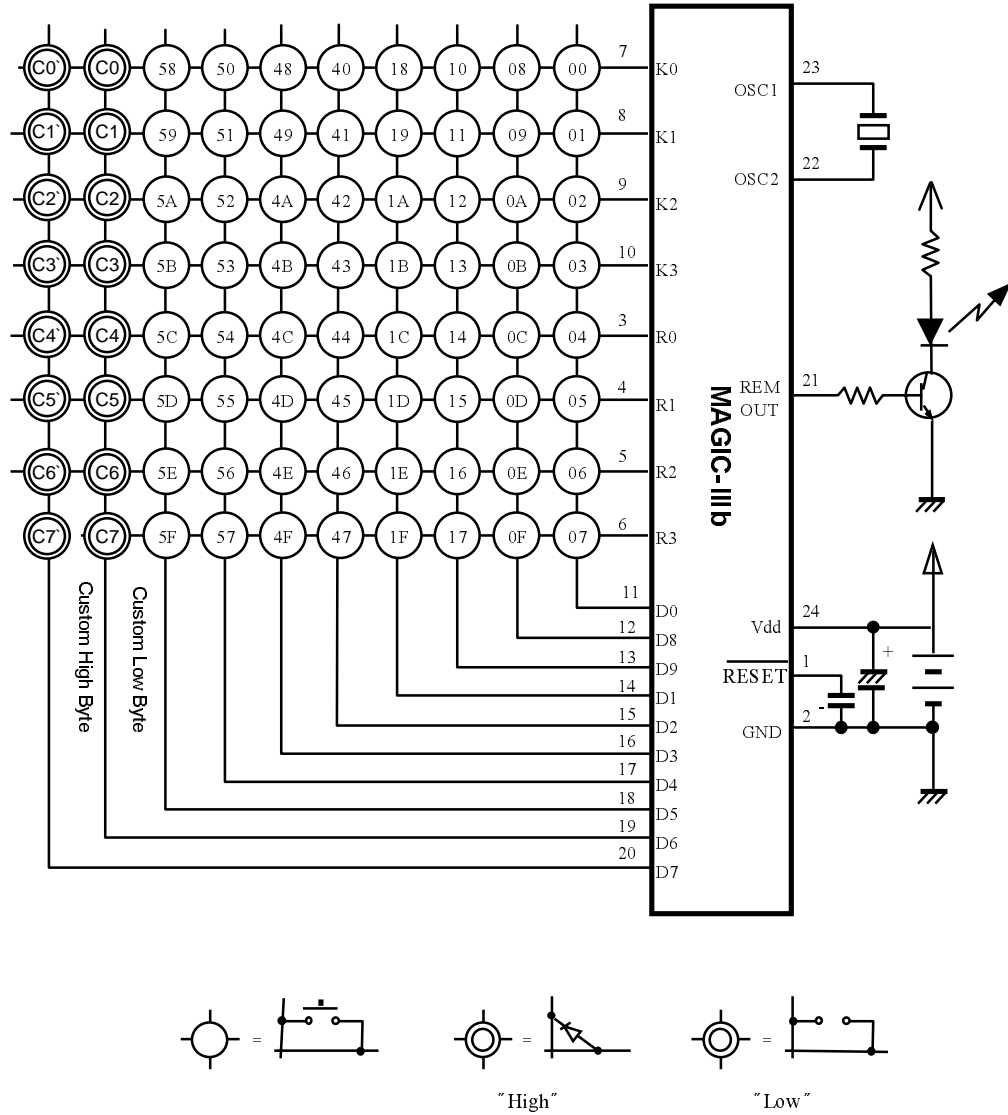 C0` C0 58 50 48 40 18 10 08 00 7 K0
C1` C1 59 51 49 41 19 11 09 01 8 K1
C2` C2 5A 52 4A 42 1A 12 0A 02 9 K2
C3` C3 5B 53 4B 43 1B 13 0B 03 10 K3
C4` C4 5C 54 4C 44 1C 14 0C 04 3 R0
C5` C5 5D 55 4D 45 1D 15 0D 05 4 R1
C6` C6 5E 56 4E 46 1E 16 0E 06 5 R2
C7` C7 5F 57 4F 47 1F 17 0F 07 6 R3
Custom High Byte
Custom Low Byte
11 D0
12 D8
13 D9
14 D1
15 D2
16 D3
17 D4
18 D5
19 D6
20 D7
MAGIC-IIIb
OSC1 23
OSC2 22
REM 21
OUT
Vdd 24
+
RESET 1
-
GND 2
=
=
=
"High"
"Low"